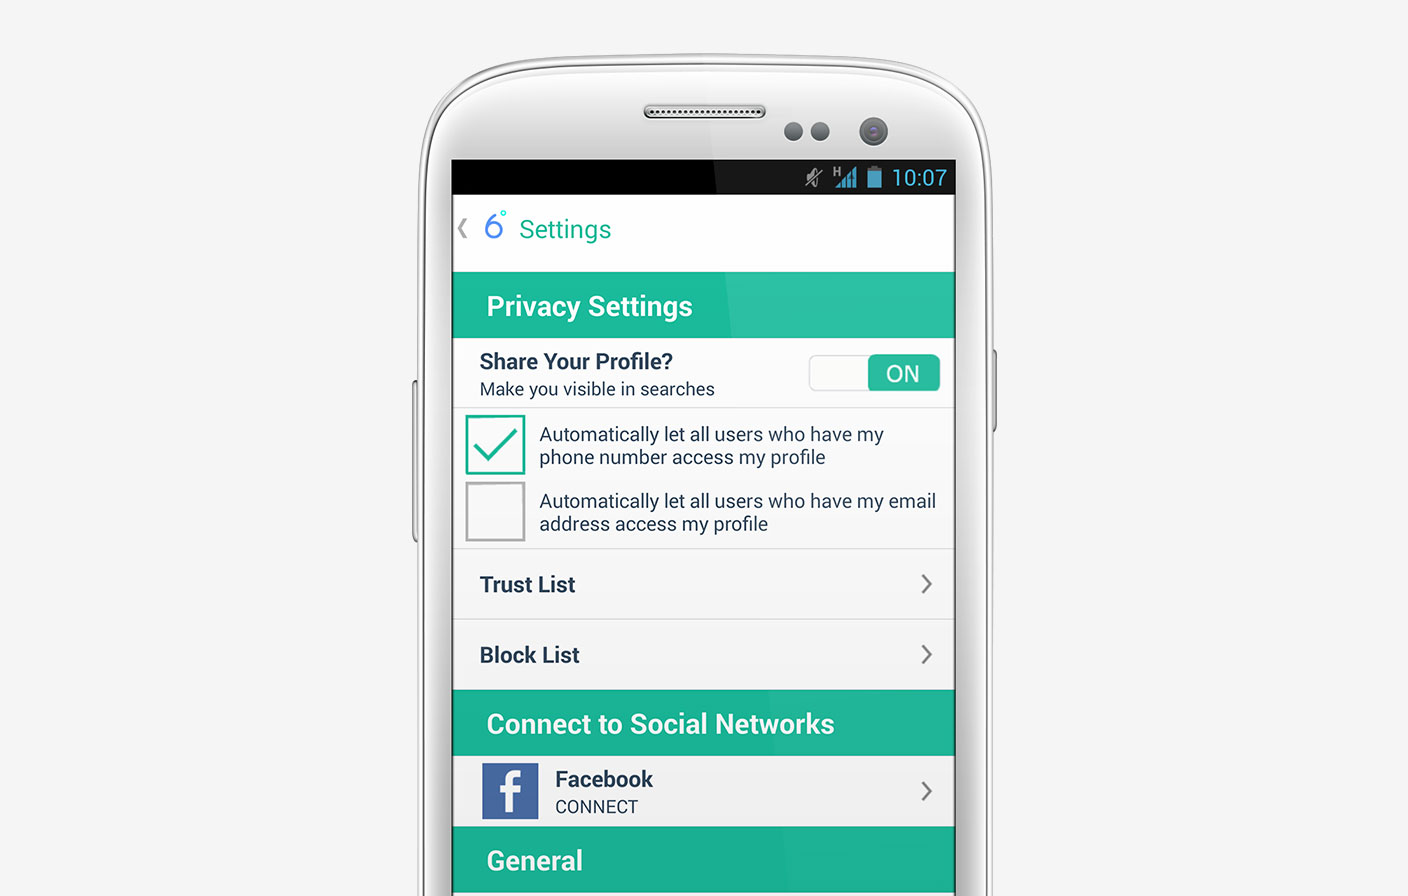 H 10:07
6° Settings
Privacy Settings
Share Your Profile?
ON
Make you visible in searches
Automatically let all users who have my
phone number access my profile
Automatically let all users who have my email
address access my profile
Trust List
Block List
Connect to Social Networks
f Facebook
CONNECT
General